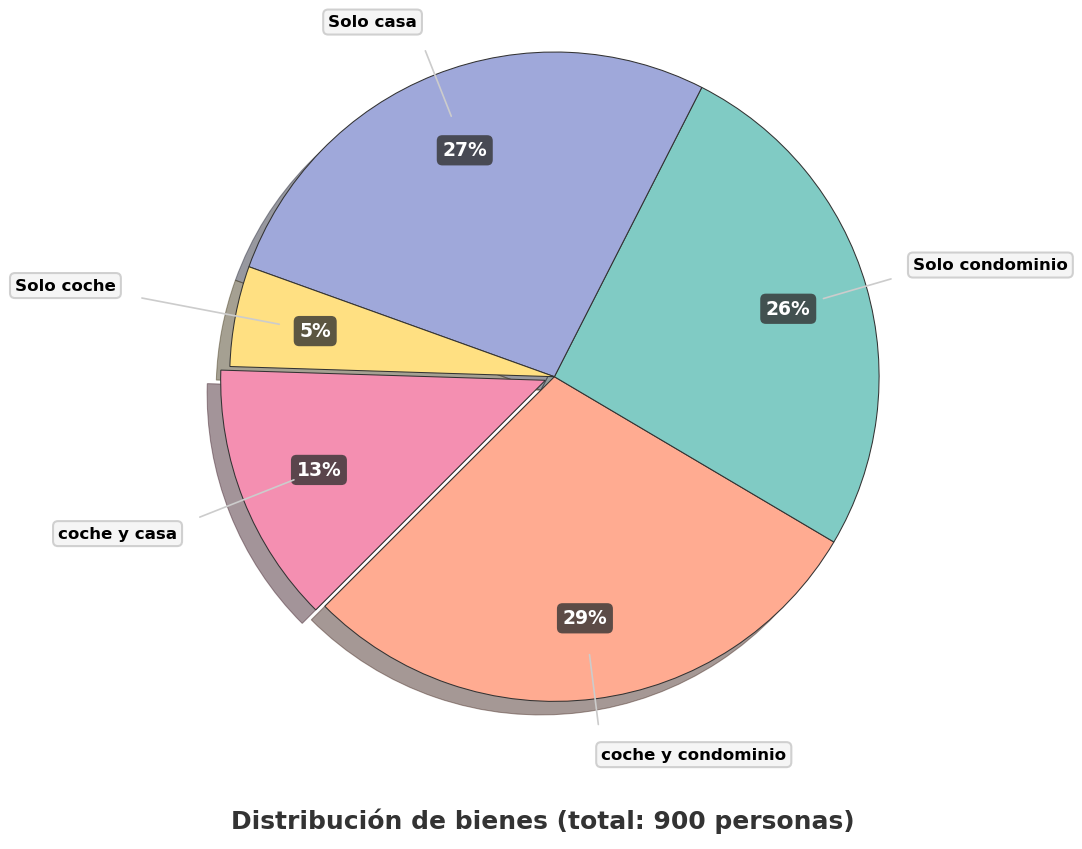 Solo casa
27%
Solo condominio
26%
Solo coche
5%
13%
coche y casa
29%
coche y condominio
Distribución de bienes (total: 900 personas)